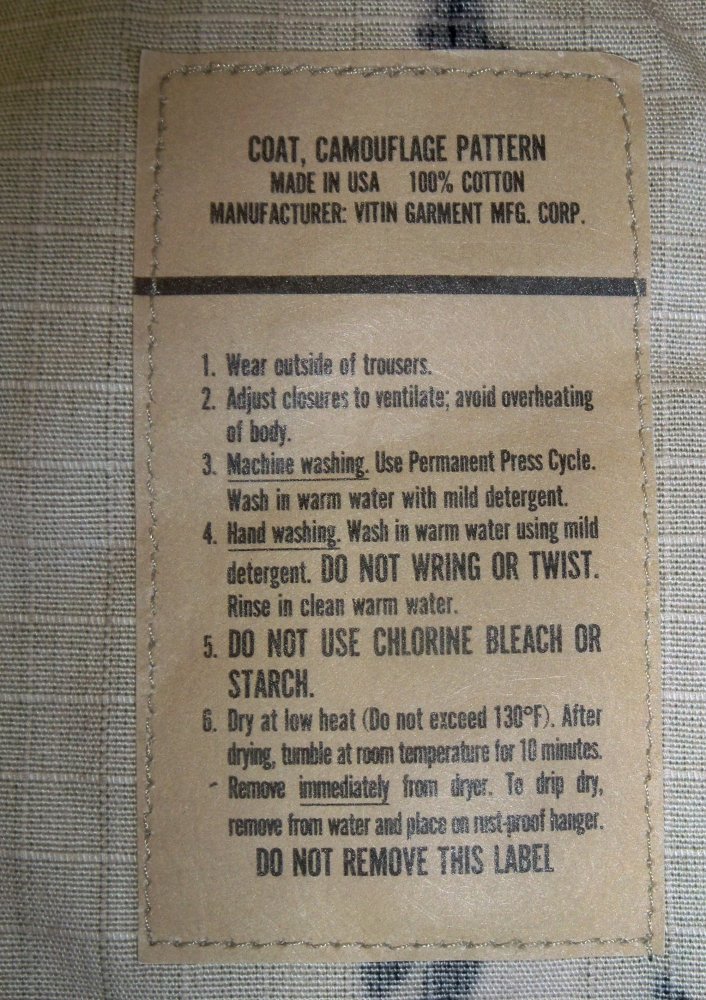 COAT, CAMOUFLAGE PATTERN
MADE IN USA 100% COTTON
MANUFACTURER: VITIN GARMENT MFG. CORP.
1. Wear outside of trousers.
2. Adjust closures to ventilate; avoid overheating
of body.
3. Machine washing. Use Permanent Press Cycle.
Wash in warm water with mild detergent.
4. Hand washing. Wash in warm water using mild
detergent. DO NOT WRING OR TWIST.
Rinse in clean warm water.
5. DO NOT USE CHLORINE BLEACH OR
STARCH.
6. Dry at low heat (Do not exceed 130°F). After
drying, tumble at room temperature for 10 minutes.
Remove immediately from dryer. To drip dry,
remove from water and place on rust-proof hanger.
DO NOT REMOVE THIS LABEL